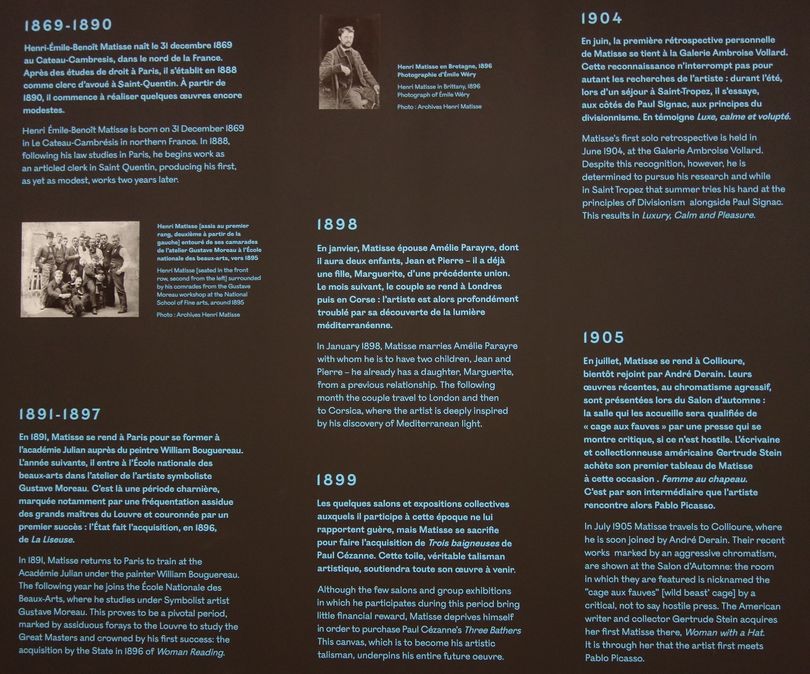 1869-1890
Henri-Émile-Benoît Matisse naît le 31 decembre 1869
au Cateau-Cambresis, dans le nord de la France.
Après des études de droit à Paris, il s'établit en 1888
comme clerc d'avoué à Saint-Quentin. À partir de
1890, il commence à réaliser quelques œuvres encore
modestes.
Henri Émile-Benoît Matisse is born on 31 December 1869
in Le Cateau-Cambrésis in northern France. In 1888,
following his law studies in Paris, he begins work as
an articled clerk in Saint Quentin, producing his first,
as yet as modest, works two years later.
Henri Matisse [assis au premier
rang, deuxième à partir de la
gauche] entouré de ses camarades
de l'atelier Gustave Moreau à l'École
nationale des beaux-arts, vers 1895
Henri Matisse [seated in the front
row, second from the left] surrounded
by his comrades from the Gustave
Moreau workshop at the National
School of Fine arts, around 1895
Photo : Archives Henri Matisse
1891-1897
En 1891, Matisse se rend à Paris pour se former à
l'académie Julian auprès du peintre William Bouguereau.
L'année suivante, il entre à l'École nationale des
beaux-arts dans l'atelier de l'artiste symboliste
Gustave Moreau. C'est là une période charnière,
marquée notamment par une fréquentation assidue
des grands maîtres du Louvre et couronnée par un
premier succès : l'État fait l'acquisition, en 1896,
de La Liseuse.
In 1891, Matisse returns to Paris to train at the
Académie Julian under the painter William Bouguereau.
The following year he joins the École Nationale des
Beaux-Arts, where he studies under Symbolist artist
Gustave Moreau. This proves to be a pivotal period,
marked by assiduous forays to the Louvre to study the
Great Masters and crowned by his first success: the
acquisition by the State in 1896 of Woman Reading.
Henri Matisse en Bretagne, 1896
Photographie d'Émile Wéry
Henri Matisse in Brittany, 1896
Photograph of Émile Wéry
Photo : Archives Henri Matisse
1898
En janvier, Matisse épouse Amélie Parayre, dont
il aura deux enfants, Jean et Pierre – il a déjà
une fille, Marguerite, d'une précédente union.
Le mois suivant, le couple se rend à Londres
puis en Corse : l'artiste est alors profondément
troublé par sa découverte de la lumière
méditerranéenne.
In January 1898, Matisse marries Amélie Parayre
with whom he is to have two children, Jean and
Pierre – he already has a daughter, Marguerite,
from a previous relationship. The following
month the couple travel to London and then
to Corsica, where the artist is deeply inspired
by his discovery of Mediterranean light.
1899
Les quelques salons et expositions collectives
auxquels il participe à cette époque ne lui
rapportent guère, mais Matisse se sacrifie
pour faire l'acquisition de Trois baigneuses de
Paul Cézanne. Cette toile, véritable talisman
artistique, soutiendra toute son œuvre à venir.
Although the few salons and group exhibitions
in which he participates during this period bring
little financial reward, Matisse deprives himself
in order to purchase Paul Cézanne's Three Bathers
This canvas, which is to become his artistic
talisman, underpins his entire future oeuvre.
1904
En juin, la première rétrospective personnelle
de Matisse se tient à la Galerie Ambroise Vollard.
Cette reconnaissance n'interrompt pas pour
autant les recherches de l'artiste : durant l'été,
lors d'un séjour à Saint-Tropez, il s'essaye,
aux côtés de Paul Signac, aux principes du
divisionnisme. En témoigne Luxe, calme et volupté.
Matisse's first solo retrospective is held in
June 1904, at the Galerie Ambroise Vollard.
Despite this recognition, however, he is
determined to pursue his research and while
in Saint Tropez that summer tries his hand at the
principles of Divisionism alongside Paul Signac.
This results in Luxury, Calm and Pleasure.
1905
En juillet, Matisse se rend à Collioure,
bientôt rejoint par André Derain. Leurs
œuvres récentes, au chromatisme agressif,
sont présentées lors du Salon d'automne :
la salle qui les accueille sera qualifiée de
« cage aux fauves » par une presse qui se
montre critique, si ce n'est hostile. L'écrivaine
et collectionneuse américaine Gertrude Stein
achète son premier tableau de Matisse
à cette occasion . Femme au chapeau.
C'est par son intermédiaire que l'artiste
rencontre alors Pablo Picasso.
In July 1905 Matisse travels to Collioure, where
he is soon joined by André Derain. Their recent
works marked by an aggressive chromatism,
are shown at the Salon d'Automne: the room
in which they are featured is nicknamed the
"cage aux fauves" [wild beast' cage] by a
critical, not to say hostile press. The American
writer and collector Gertrude Stein acquires
her first Matisse there, Woman with a Hat.
It is through her that the artist first meets
Pablo Picasso.